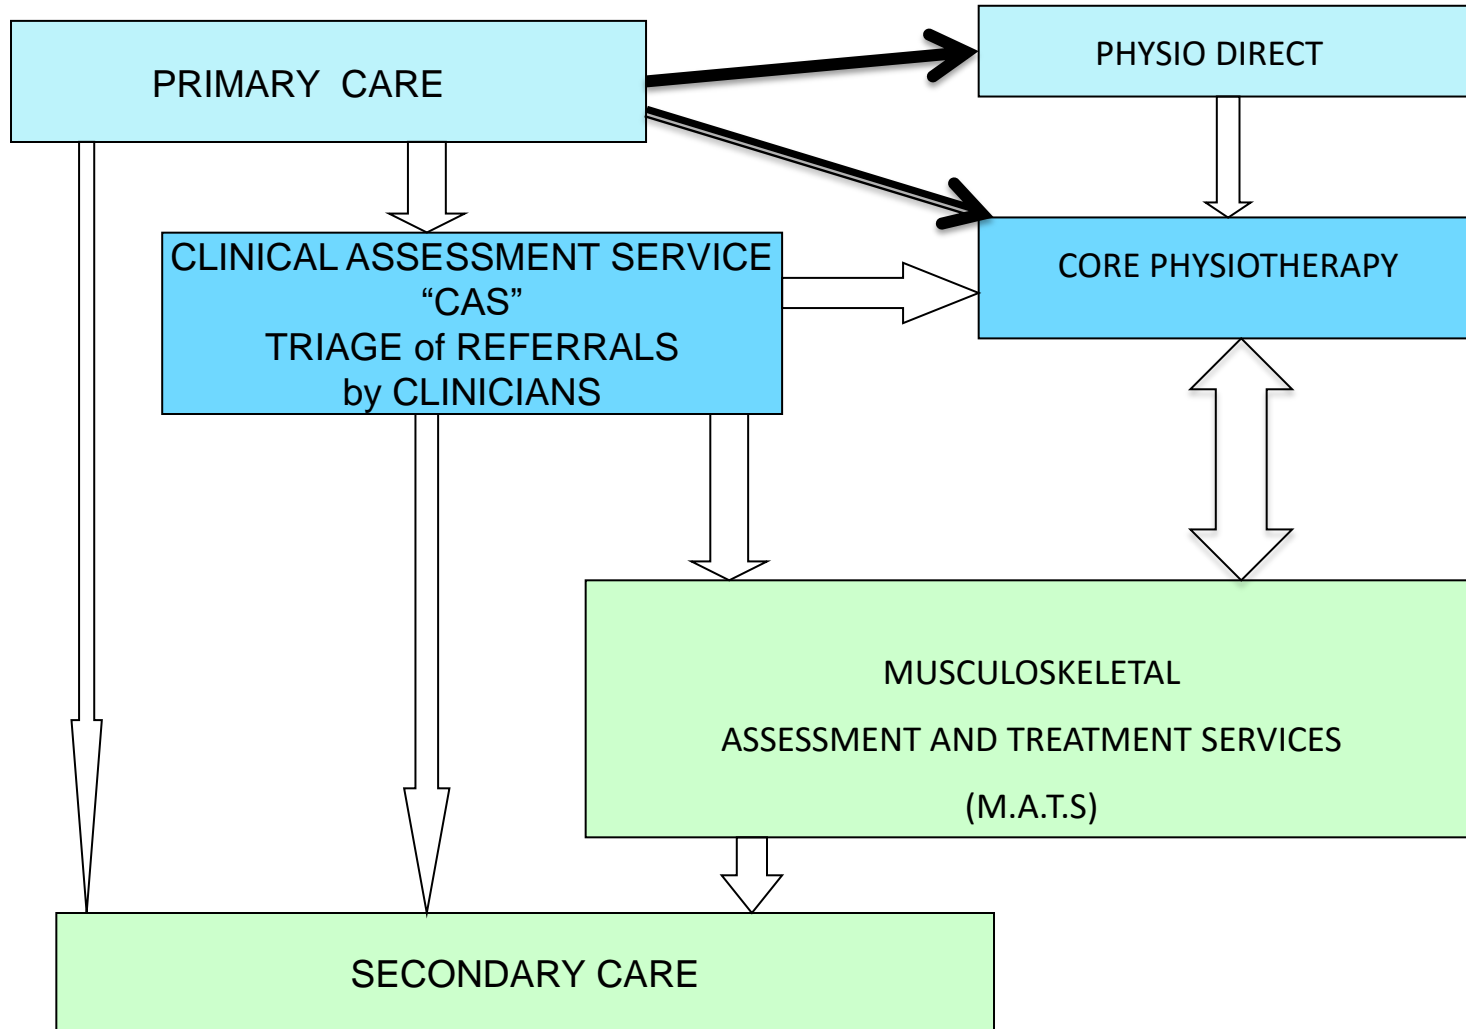 PRIMARY CARE
PHYSIO DIRECT
CLINICAL ASSESSMENT SERVICE
“CAS”
TRIAGE of REFERRALS
by CLINICIANS
CORE PHYSIOTHERAPY
MUSCULOSKELETAL
ASSESSMENT AND TREATMENT SERVICES
(M.A.T.S)
SECONDARY CARE